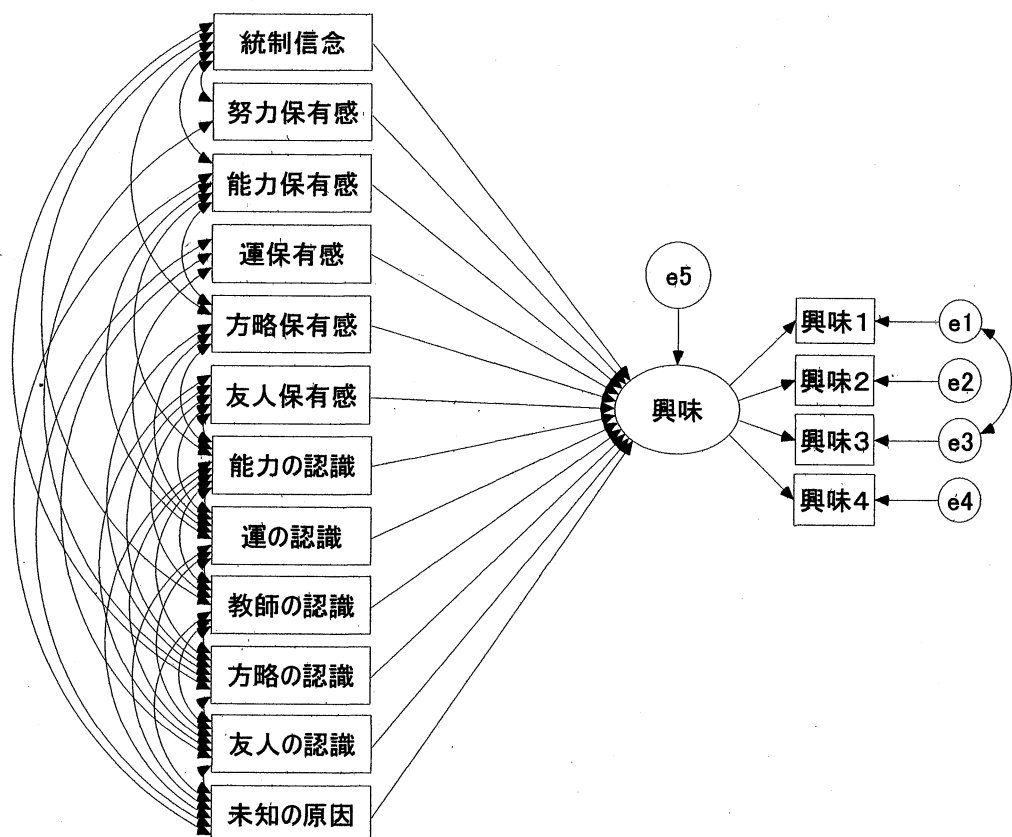 統制信念
努力保有感
能力保有感
運保有感
方略保有感
友人保有感
能力の認識
運の認識
教師の認識
方略の認識
友人の認識
未知の原因
e5
興味
興味1
興味2
興味3
興味4
e1
e2
e3
e4